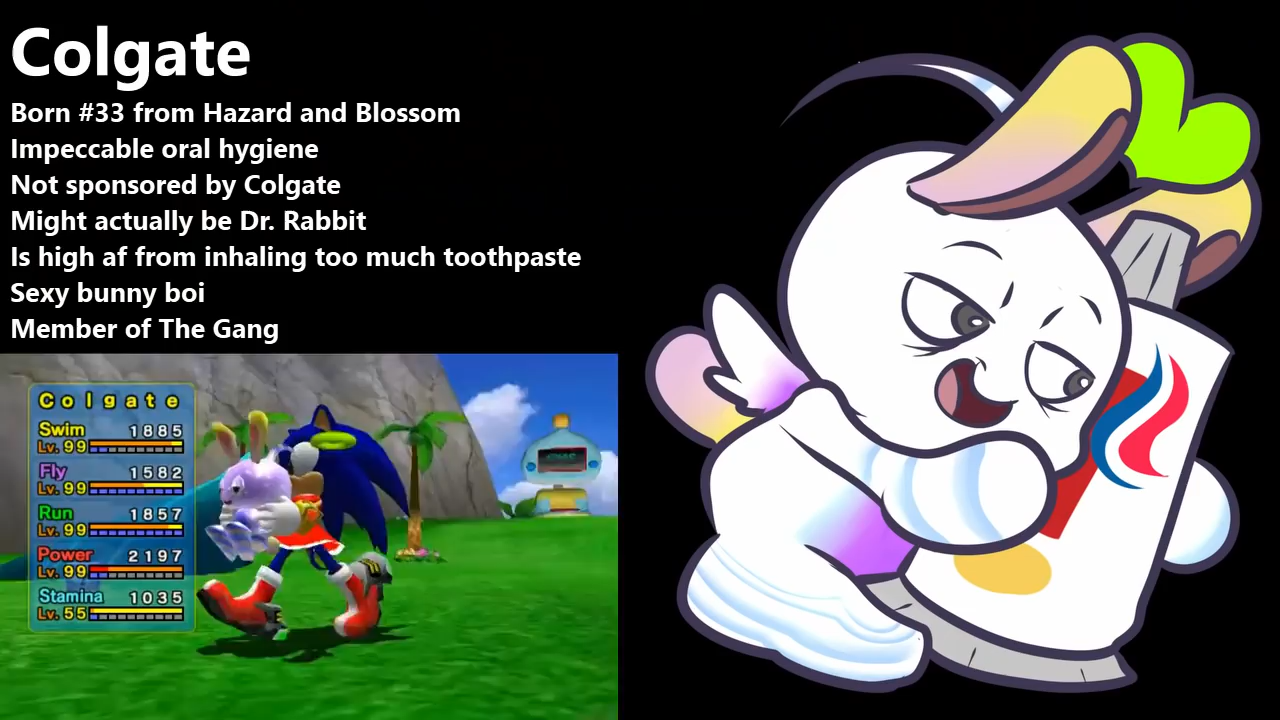 Colgate
Born #33 from Hazard and Blossom
Impeccable oral hygiene
Not sponsored by Colgate
Might actually be Dr. Rabbit
Is high af from inhaling too much toothpaste
Sexy bunny boi
Member of The Gang
Colgate
Swim 1885
Lv. 99
Fly 1582
Lv. 99
Run 1857
Lv. 99
Power 2197
Lv. 99
Stamina 1035
Lv. 55